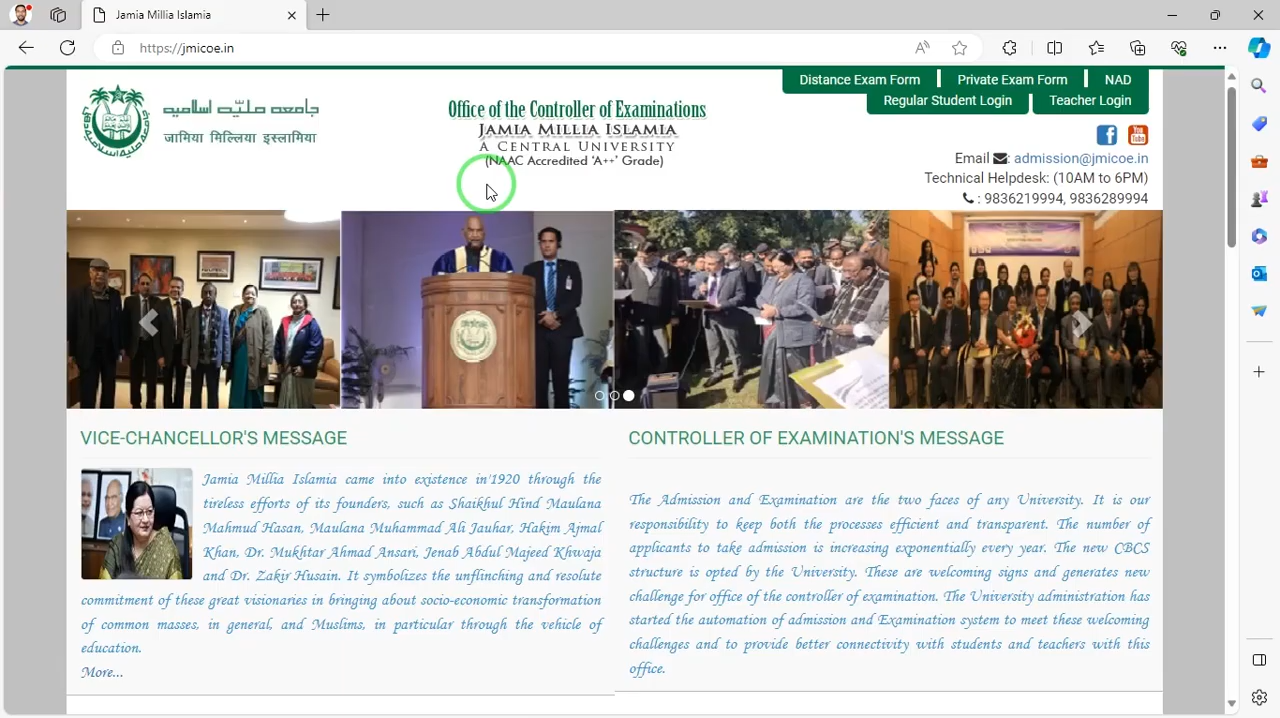 Jamia Millia Islamia
https://jmicoe.in
Distance Exam Form
Private Exam Form
NAD
Regular Student Login
Teacher Login
جامعہ ملیہ اسلامیہ
जामिया मिल्लिया इस्लामिया
Office of the Controller of Examinations
JAMIA MILLIA ISLAMIA
A CENTRAL UNIVERSITY
(NAAC Accredited 'A++' Grade)
Email : admission@jmicoe.in
Technical Helpdesk: (10AM to 6PM)
: 9836219994, 9836289994
VICE-CHANCELLOR'S MESSAGE
Jamia Millia Islamia came into existence in'1920 through the
tireless efforts of its founders, such as Shaikhul Hind Maulana
Mahmud Hasan, Maulana Muhammad Ali Jauhar, Hakim Ajmal
Khan, Dr. Mukhtar Ahmad Ansari, Jenab Abdul Majeed Khwaja
and Dr. Zakir Husain. It symbolizes the unflinching and resolute
commitment of these great visionaries in bringing about socio-economic transformation
of common masses, in general, and Muslims, in particular through the vehicle of
education.
More...
CONTROLLER OF EXAMINATION'S MESSAGE
The Admission and Examination are the two faces of any University. It is our
responsibility to keep both the processes efficient and transparent. The number of
applicants to take admission is increasing exponentially every year. The new CBCS
structure is opted by the University. These are welcoming signs and generates new
challenge for office of the controller of examination. The University administration has
started the automation of admission and Examination system to meet these welcoming
challenges and to provide better connectivity with students and teachers with this
office.